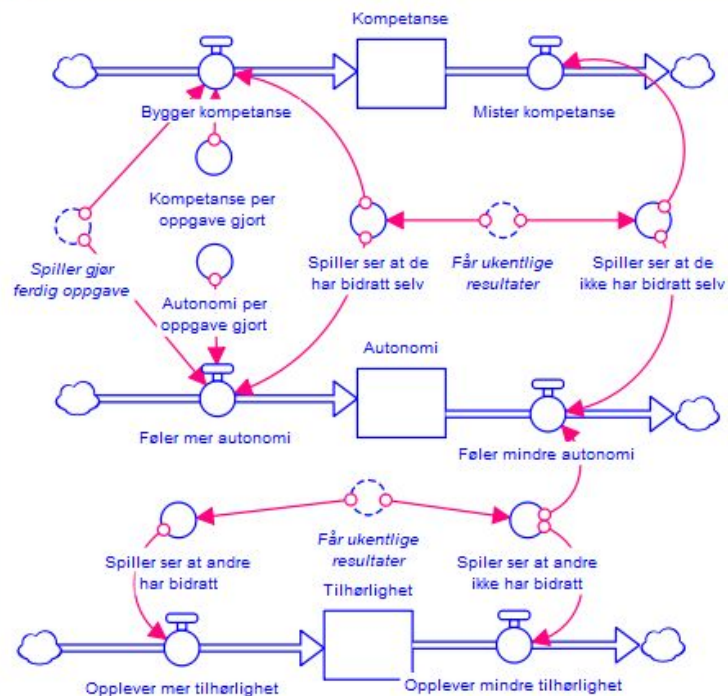 Kompetanse
Bygger kompetanse
Mister kompetanse
Kompetanse per
oppgave gjort
Spiller gjør
ferdig oppgave
Spiller ser at de
har bidratt selv
Får ukentlige
resultater
Spiller ser at de
ikke har bidratt selv
Autonomi per
oppgave gjort
Autonomi
Føler mer autonomi
Føler mindre autonomi
Spiller ser at andre
har bidratt
Får ukentlige
resultater
Spiller ser at andre
ikke har bidratt
Tilhørlighet
Opplever mer tilhørlighet
Opplever mindre tilhørlighet